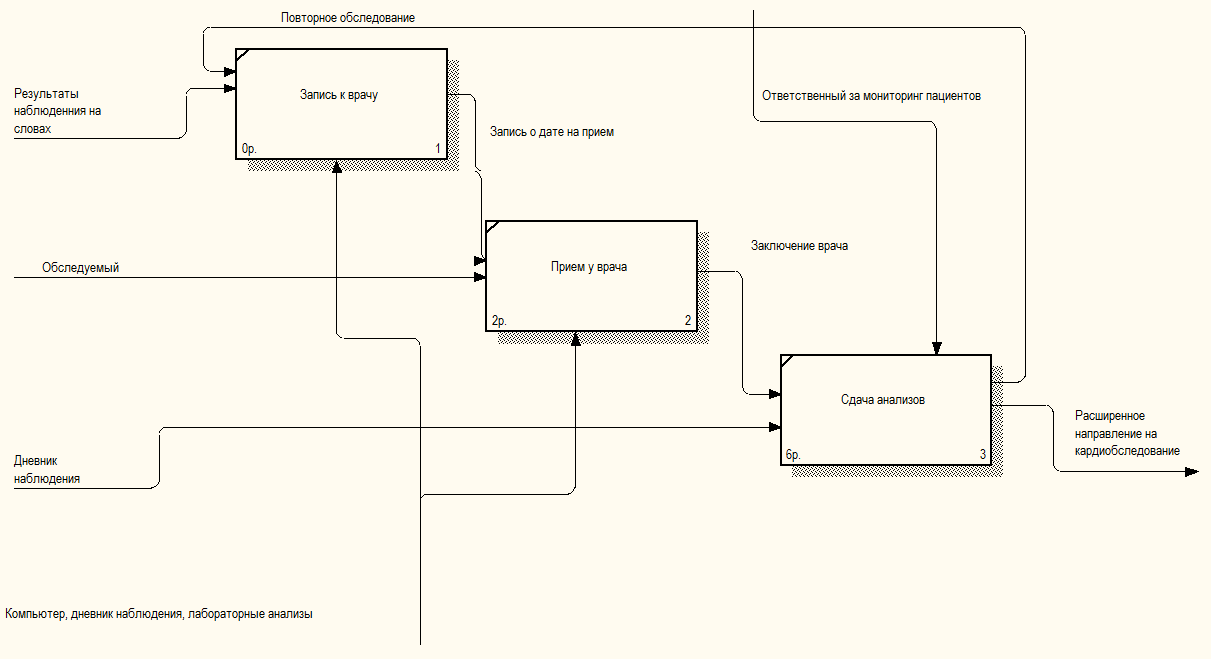 Повторное обследование
Результаты
наблюденния на
словах
Запись к врачу
0р.
1
Ответственный за мониторинг пациентов
Запись о дате на прием
Обследуемый
Прием у врача
2р.
2
Заключение врача
Сдача анализов
6р.
3
Расширенное
направление на
кардиобследование
Дневник
наблюдения
Компьютер, дневник наблюдения, лабораторные анализы